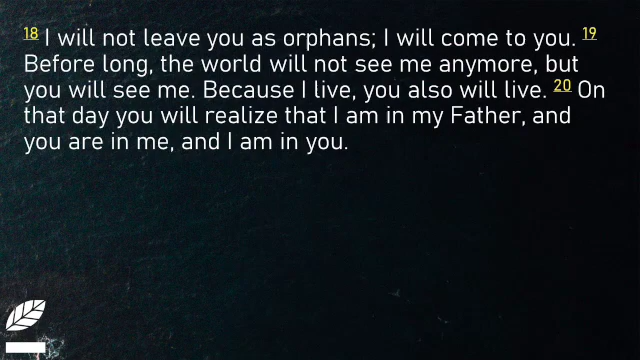 18 I will not leave you as orphans; I will come to you. 19
Before long, the world will not see me anymore, but
you will see me. Because I live, you also will live. 20 On
that day you will realize that I am in my Father, and
you are in me, and I am in you.